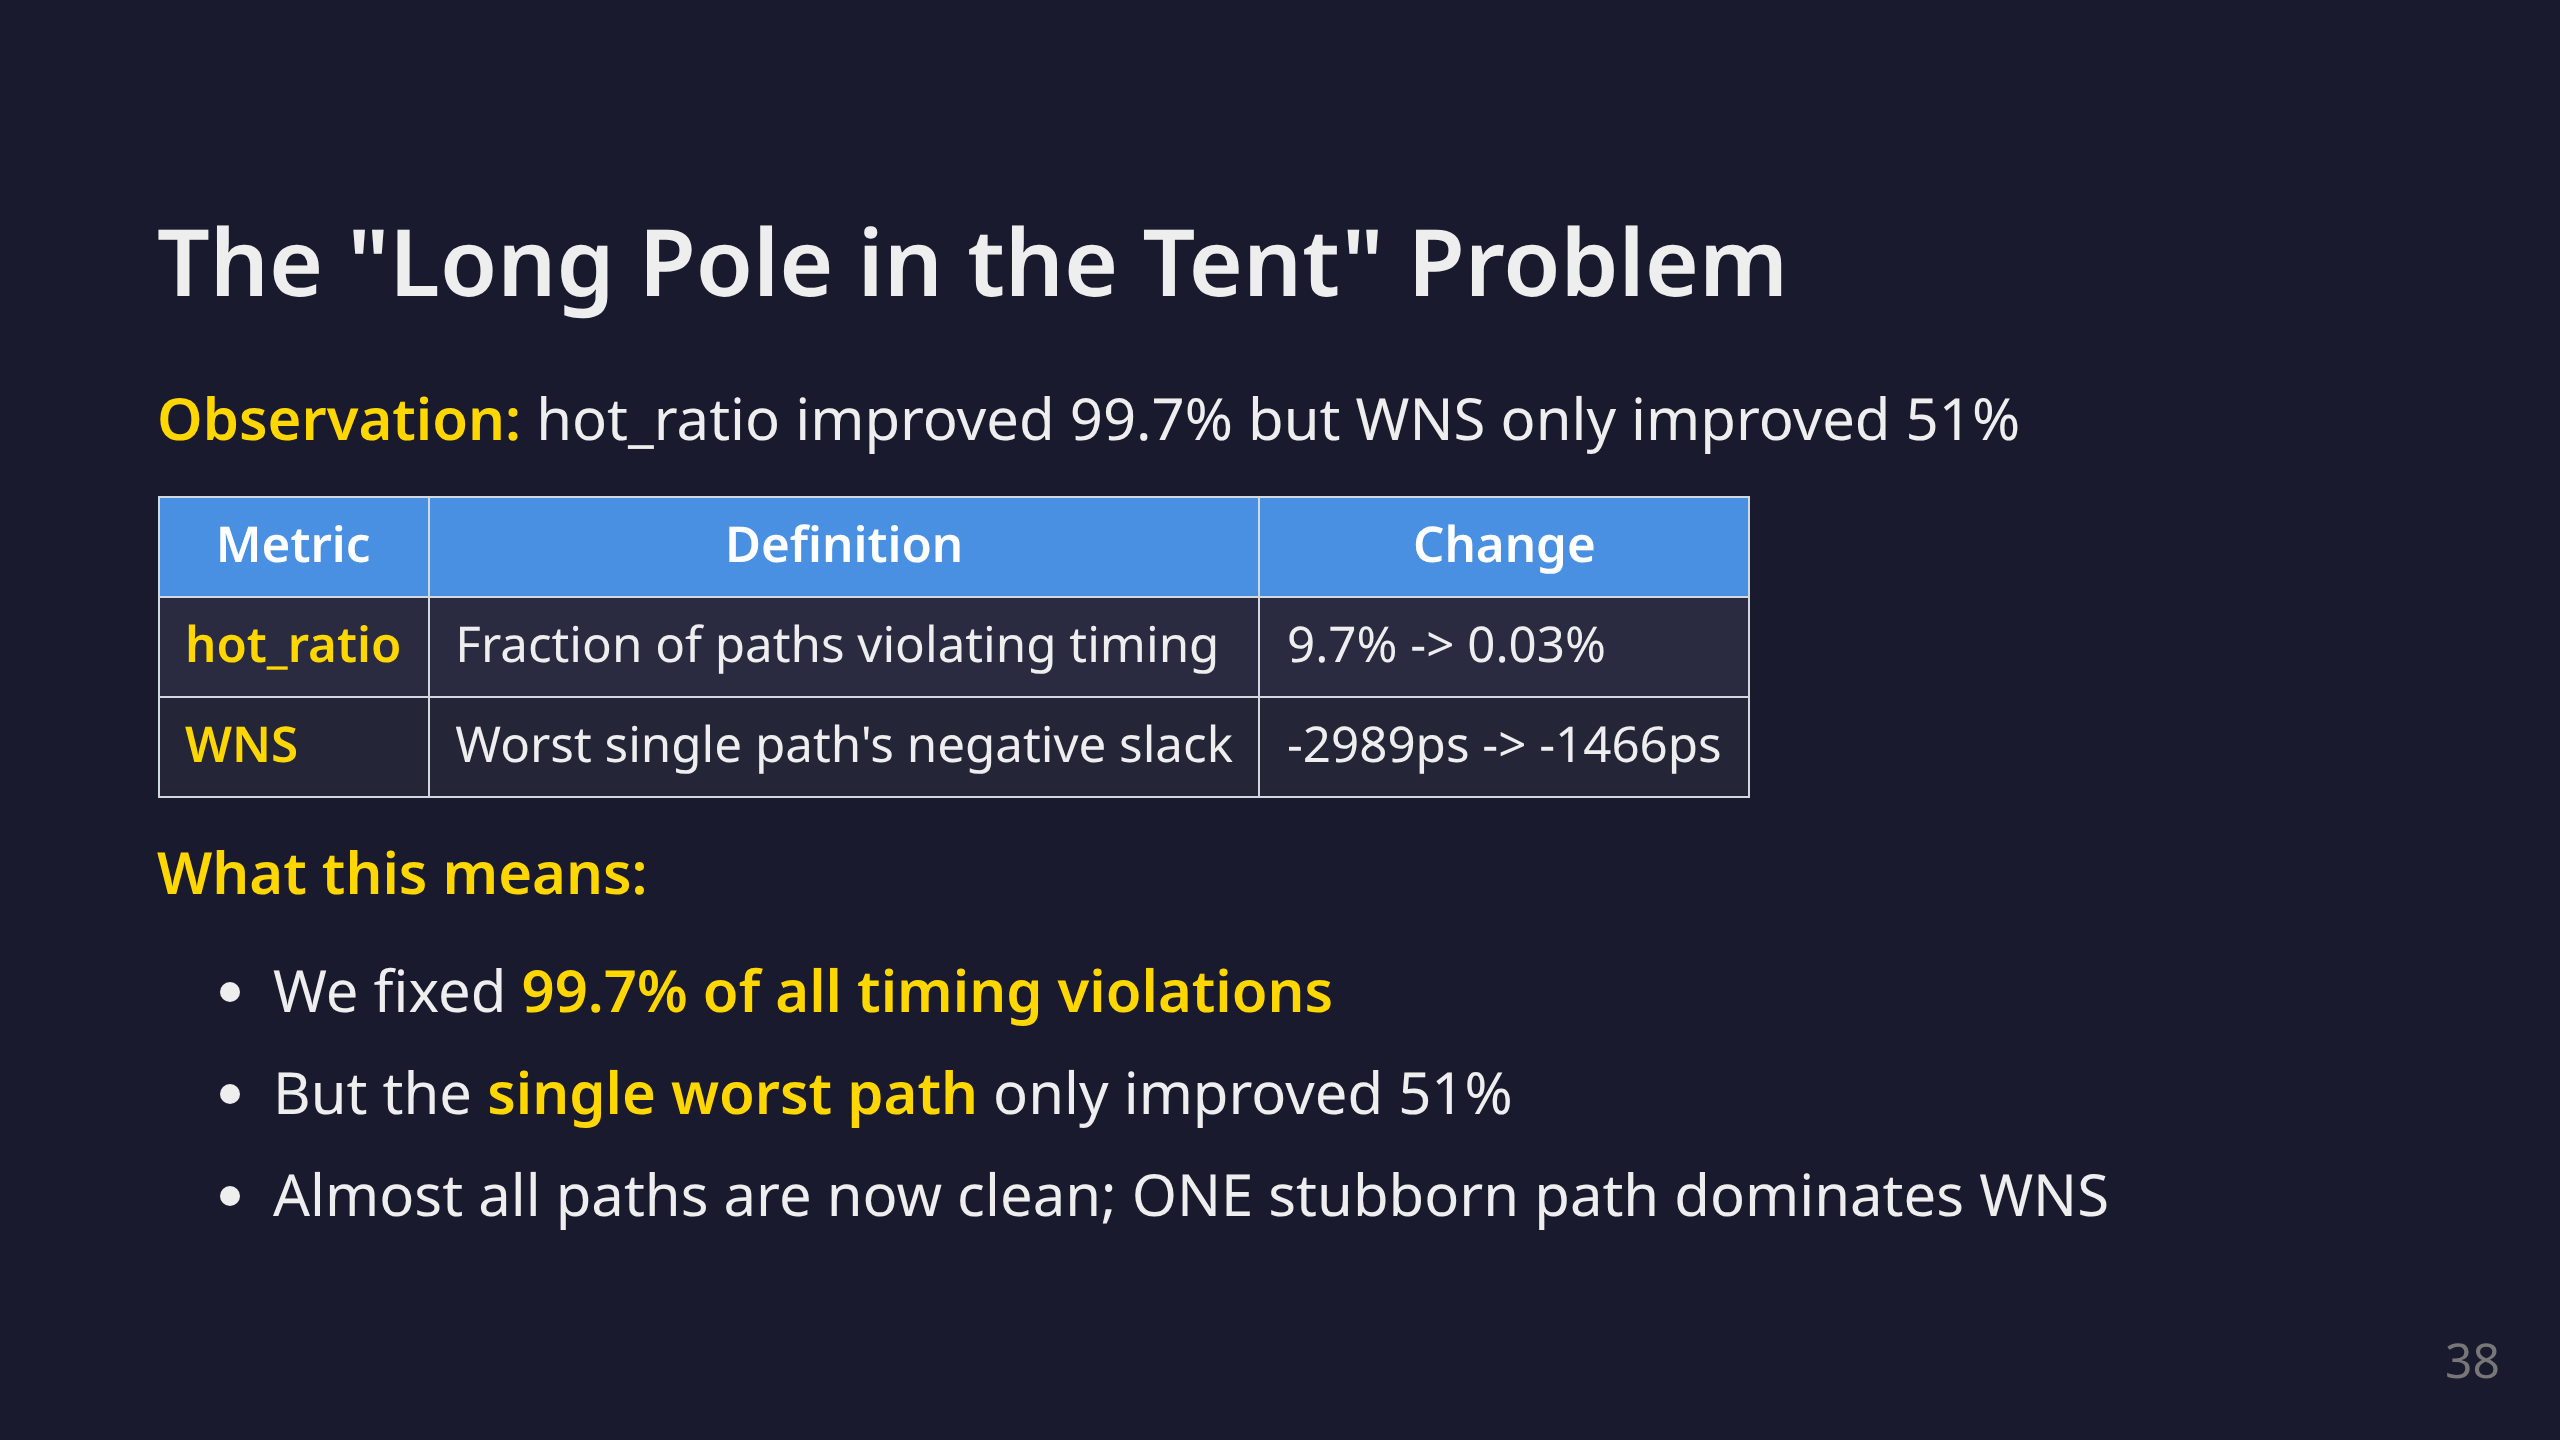 The "Long Pole in the Tent" Problem
Observation: hot_ratio improved 99.7% but WNS only improved 51%
Metric Definition Change
hot_ratio Fraction of paths violating timing 9.7% -> 0.03%
WNS Worst single path's negative slack -2989ps -> -1466ps
What this means:
• We fixed 99.7% of all timing violations
• But the single worst path only improved 51%
• Almost all paths are now clean; ONE stubborn path dominates WNS
38